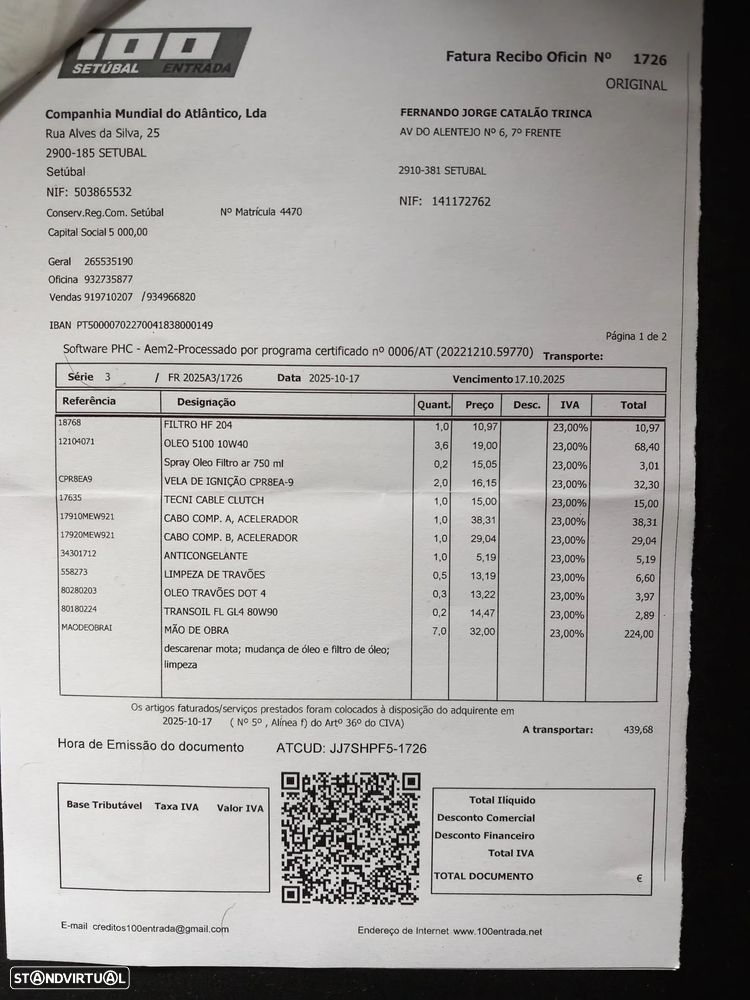 100
SETÚBAL ENTRADA
Fatura Recibo Oficin Nº 1726
ORIGINAL
Companhia Mundial do Atlântico, Lda
Rua Alves da Silva, 25
2900-185 SETUBAL
Setúbal
NIF: 503865532
Conserv.Reg.Com. Setúbal Nº Matrícula 4470
Capital Social 5 000,00
FERNANDO JORGE CATALÃO TRINCA
AV DO ALENTEJO Nº 6, 7º FRENTE
2910-381 SETUBAL
NIF: 141172762
Geral 265535190
Oficina 932735877
Vendas 919710207 /934966820
IBAN PT50000702270041838000149
Página 1 de 2
Software PHC - Aem2-Processado por programa certificado nº 0006/AT (20221210.59770) Transporte:
Série 3 / FR 2025A3/1726 Data 2025-10-17 Vencimento 17.10.2025
Referência Designação Quant. Preço Desc. IVA Total
18768 FILTRO HF 204 1,0 10,97 23,00% 10,97
12104071 OLEO 5100 10W40 3,6 19,00 23,00% 68,40
Spray Oleo Filtro ar 750 ml 0,2 15,05 23,00% 3,01
CPR8EA9 VELA DE IGNIÇÃO CPR8EA-9 2,0 16,15 23,00% 32,30
17635 TECNI CABLE CLUTCH 1,0 15,00 23,00% 15,00
17910MEW921 CABO COMP. A, ACELERADOR 1,0 38,31 23,00% 38,31
17920MEW921 CABO COMP. B, ACELERADOR 1,0 29,04 23,00% 29,04
34301712 ANTICONGELANTE 1,0 5,19 23,00% 5,19
558273 LIMPEZA DE TRAVÕES 0,5 13,19 23,00% 6,60
80280203 OLEO TRAVÕES DOT 4 0,3 13,22 23,00% 3,97
80180224 TRANSOIL FL GL4 80W90 0,2 14,47 23,00% 2,89
MAODEOBRAI MÃO DE OBRA 7,0 32,00 23,00% 224,00
descarenar mota; mudança de óleo e filtro de óleo;
limpeza
Os artigos faturados/serviços prestados foram colocados à disposição do adquirente em
2025-10-17 ( Nº 5º , Alínea f) do Artº 36º do CIVA)
A transportar: 439,68
Hora de Emissão do documento ATCUD: JJ7SHPF5-1726
Base Tributável Taxa IVA Valor IVA
Total Ilíquido
Desconto Comercial
Desconto Financeiro
Total IVA
TOTAL DOCUMENTO €
E-mail creditos100entrada@gmail.com
Endereço de Internet www.100entrada.net
STANDVIRTUAL